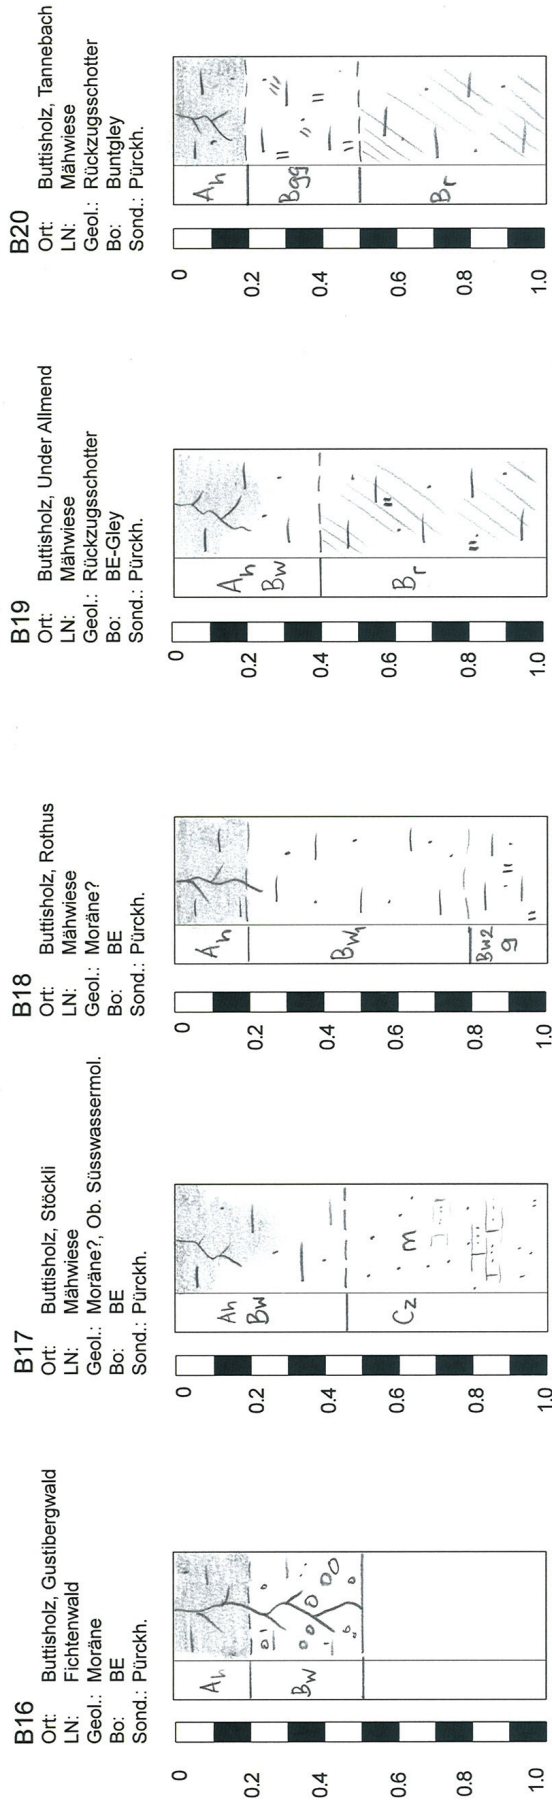 B16
Ort: Buttisholz, Gustibergwald
LN: Fichtenwald
Geol.: Moräne
Bo: BE
Sond.: Pürckh.
0
0.2
0.4
0.6
0.8
1.0
Ah
Bw
B17
Ort: Buttisholz, Stöckli
LN: Mähwiese
Geol.: Moräne?, Ob. Süsswassermol.
Bo: BE
Sond.: Pürckh.
0
0.2
0.4
0.6
0.8
1.0
Ah
Bw
Cz
m
B18
Ort: Buttisholz, Rothus
LN: Mähwiese
Geol.: Moräne?
Bo: BE
Sond.: Pürckh.
0
0.2
0.4
0.6
0.8
1.0
Ah
Bw1
Bw2
g
B19
Ort: Buttisholz, Under Allmend
LN: Mähwiese
Geol.: Rückzugsschotter
Bo: BE-Gley
Sond.: Pürckh.
0
0.2
0.4
0.6
0.8
1.0
Ah
Bw
Br
B20
Ort: Buttisholz, Tannebach
LN: Mähwiese
Geol.: Rückzugsschotter
Bo: Buntgley
Sond.: Pürckh.
0
0.2
0.4
0.6
0.8
1.0
Ah
Bgg
Br